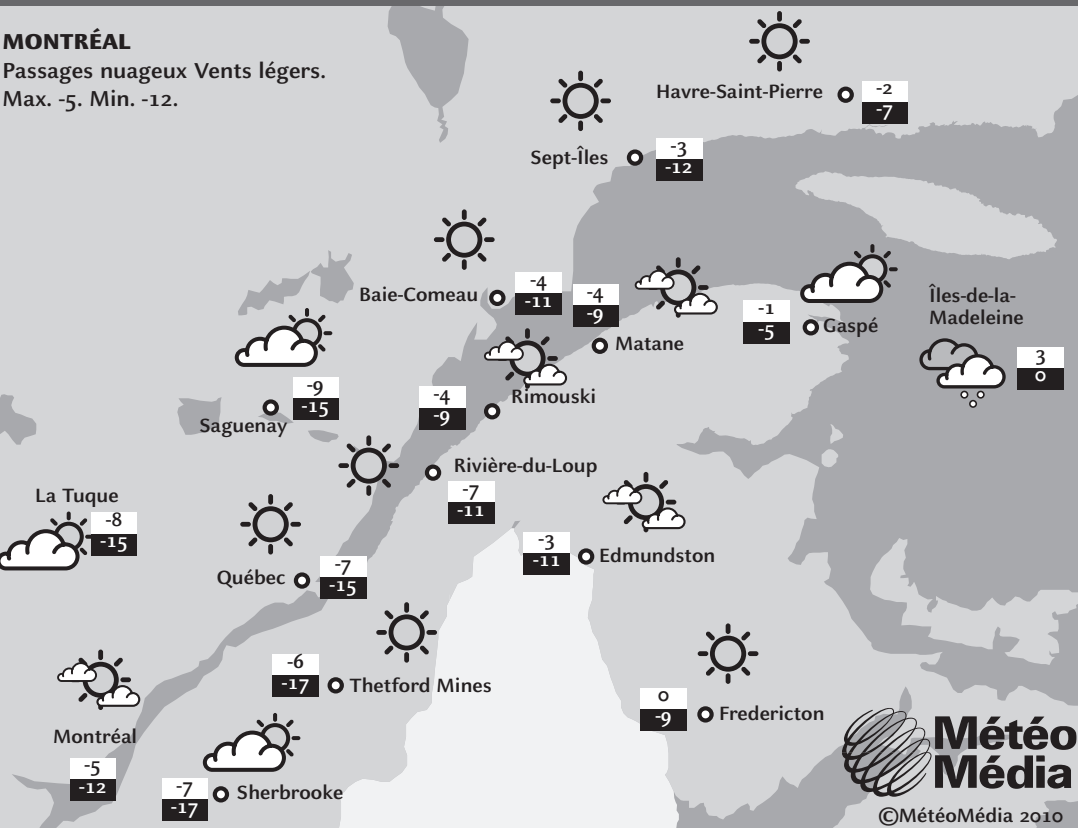 MONTRÉAL
Passages nuageux Vents légers.
Max. -5. Min. -12.
Havre-Saint-Pierre
-2
-7
Sept-Îles
-3
-12
Baie-Comeau
-4
-11
-4
-9
Matane
-1
-5
Gaspé
Îles-de-la-
Madeleine
3
0
Saguenay
-9
-15
Rimouski
-4
-9
Rivière-du-Loup
-7
-11
La Tuque
-8
-15
Québec
-7
-15
-3
-11
Edmundston
-6
-17
Thetford Mines
0
-9
Fredericton
Montréal
-5
-12
-7
-17
Sherbrooke
Météo
Média
©MétéoMédia 2010